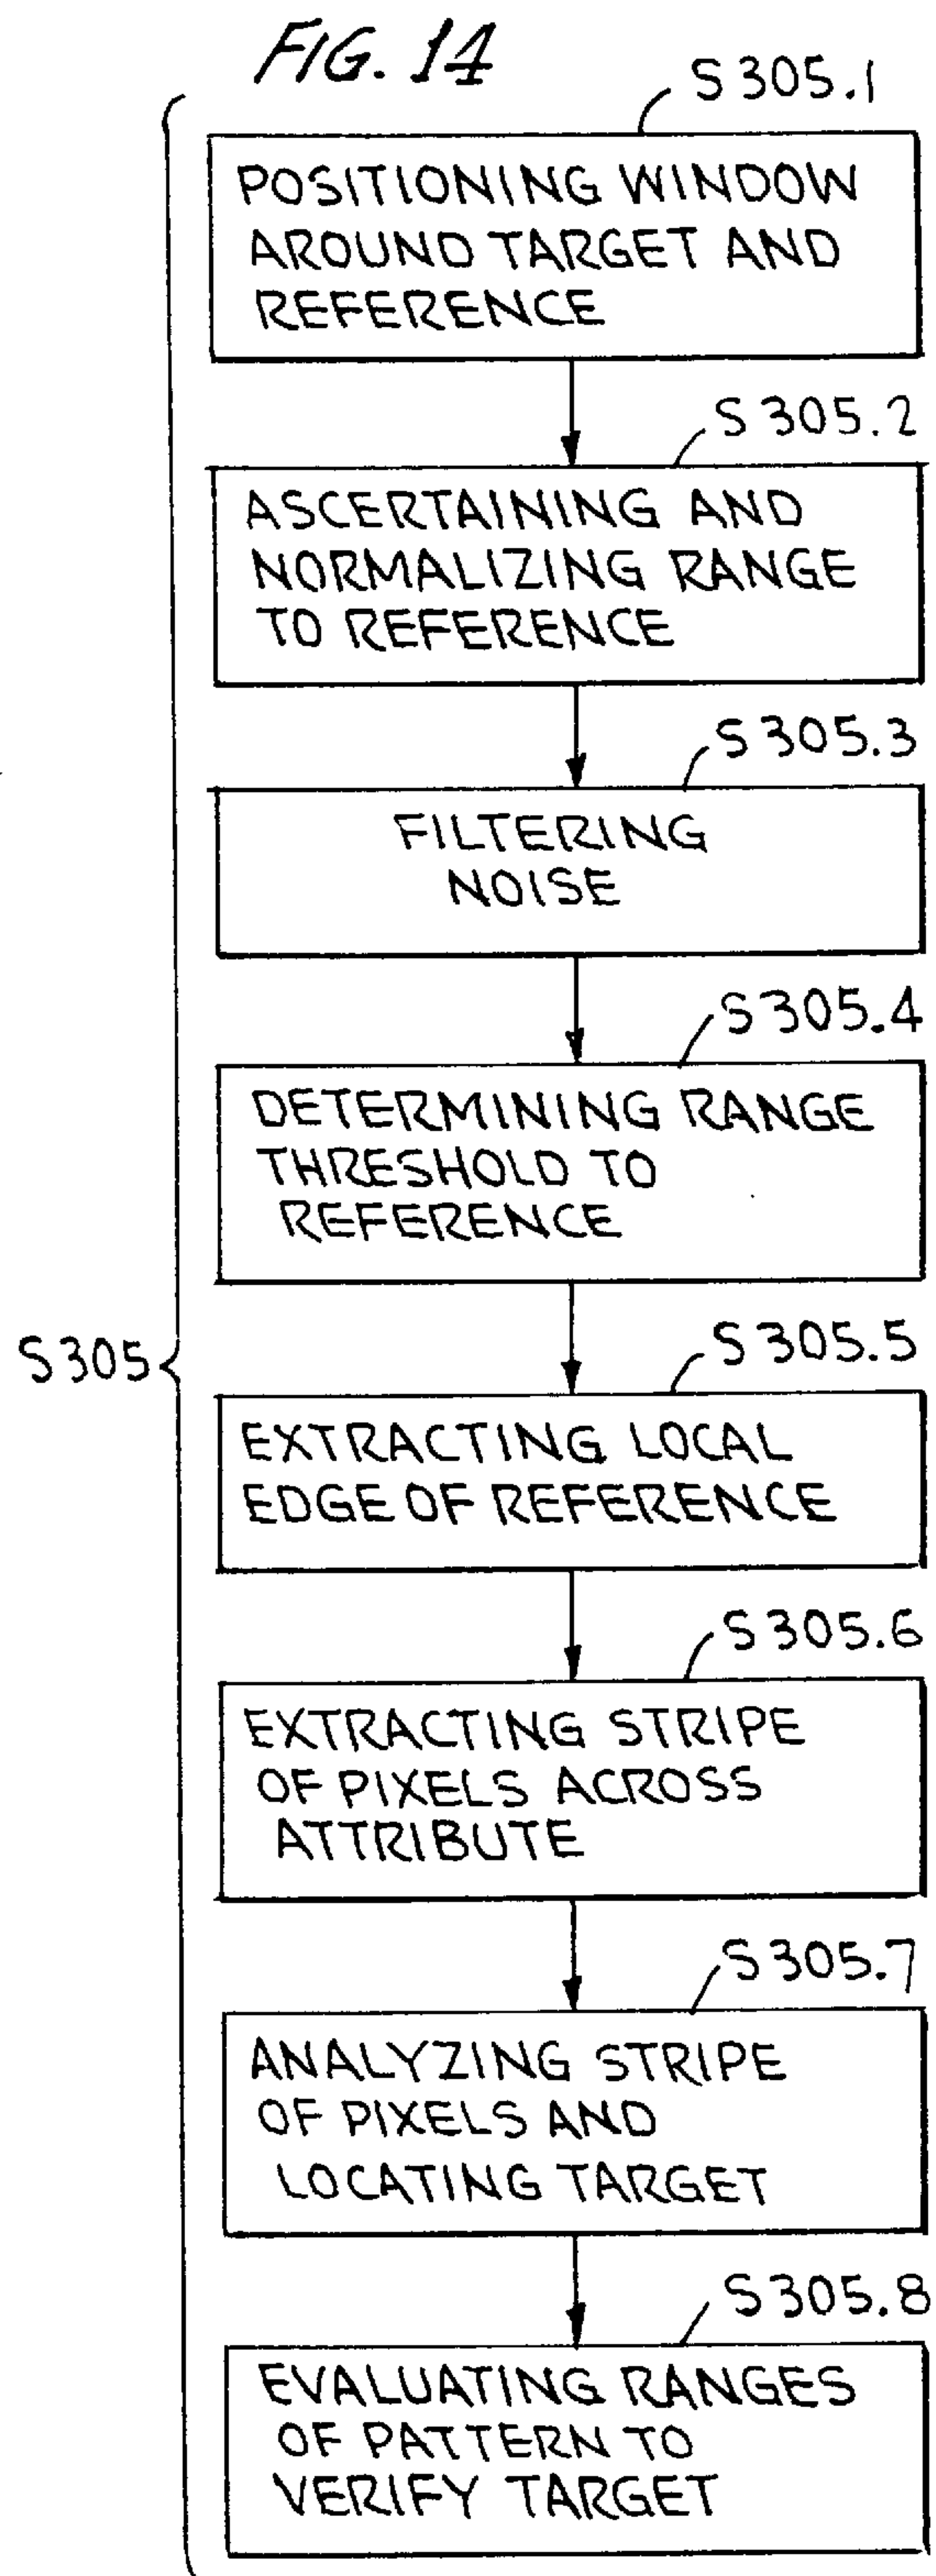 FIG. 14
S305.1
POSITIONING WINDOW
AROUND TARGET AND
REFERENCE
S305.2
ASCERTAINING AND
NORMALIZING RANGE
TO REFERENCE
S305.3
FILTERING
NOISE
S305.4
DETERMINING RANGE
THRESHOLD TO
REFERENCE
S305
S305.5
EXTRACTING LOCAL
EDGE OF REFERENCE
S305.6
EXTRACTING STRIPE
OF PIXELS ACROSS
ATTRIBUTE
S305.7
ANALYZING STRIPE
OF PIXELS AND
LOCATING TARGET
S305.8
EVALUATING RANGES
OF PATTERN TO
VERIFY TARGET